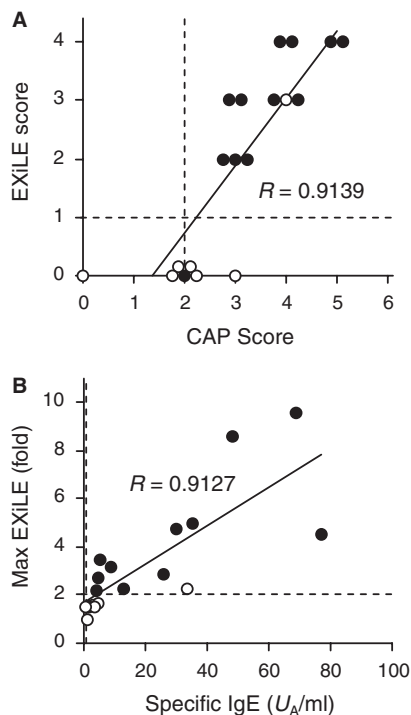 A
EXiLE score
4
3
2
1
0
R = 0.9139
0 1 2 3 4 5 6
CAP Score
B
Max EXiLE (fold)
10
8
6
4
2
0
R = 0.9127
0 20 40 60 80 100
Specific IgE (U_A/ml)